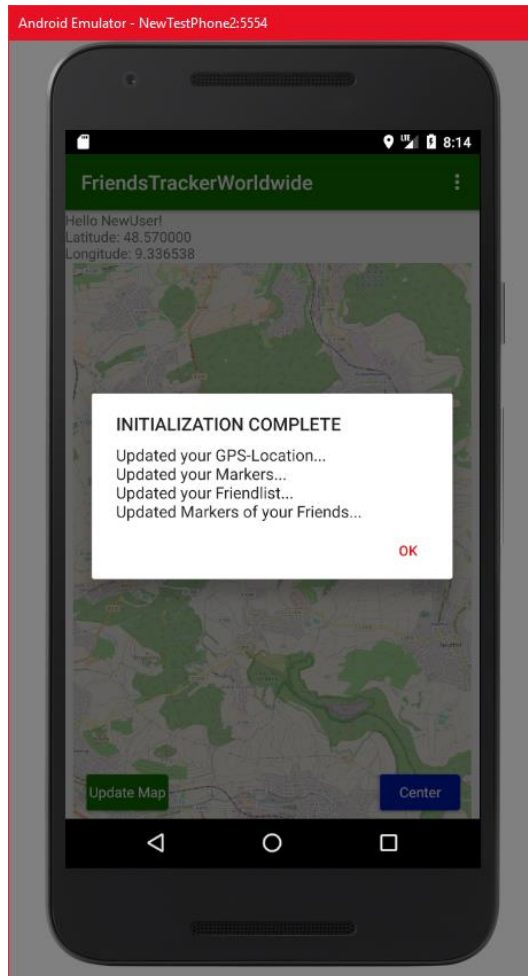 Android Emulator - NewTestPhone2:5554
LTE 8:14
FriendsTrackerWorldwide
Hello NewUser!
Latitude: 48.570000
Longitude: 9.336538
INITIALIZATION COMPLETE
Updated your GPS-Location...
Updated your Markers...
Updated your Friendlist...
Updated Markers of your Friends...
OK
Update Map
Center